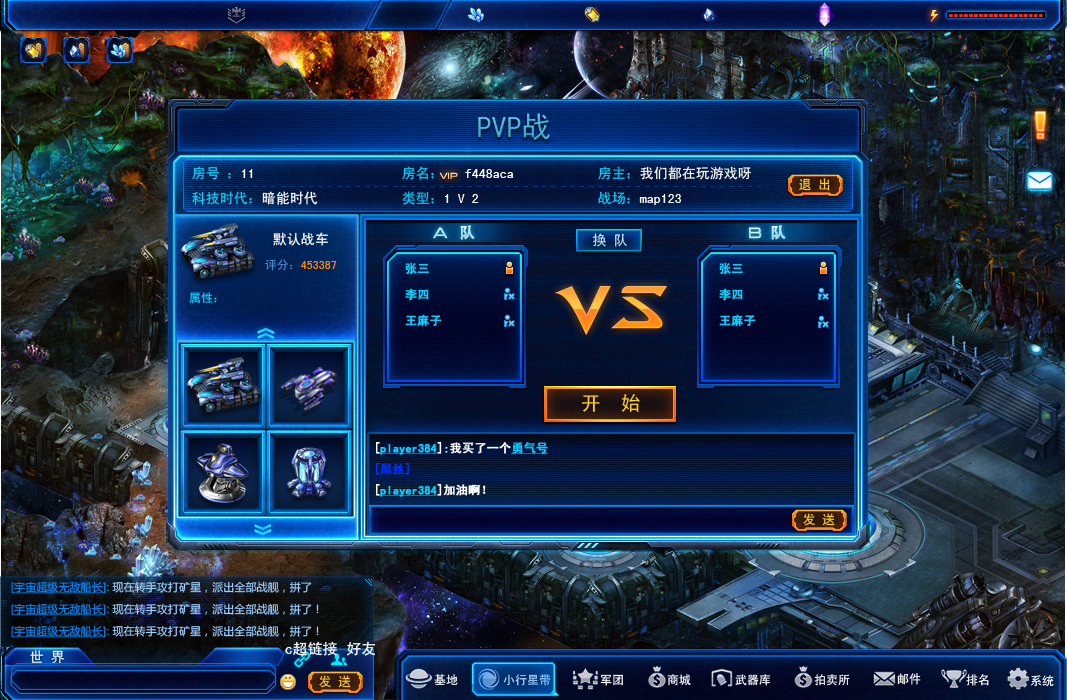 PVP战
房号 : 11 房名: VIP f448aca 房主: 我们都在玩游戏呀
科技时代: 暗能时代 类型: 1 V 2 战场: map123
退 出
默认战车
评分: 453387
属性:
A 队
换 队
B 队
张三
李四
王麻子
VS
张三
李四
王麻子
开 始
[player384]:我买了一个勇气号
[屌丝]
[player384]加油啊!
发 送
[宇宙超级无敌船长]: 现在转手攻打矿星，派出全部战舰，拼了
[宇宙超级无敌船长]: 现在转手攻打矿星，派出全部战舰，拼了！
[宇宙超级无敌船长]: 现在转手攻打矿星，派出全部战舰，拼了！
c超链接 好友
世 界
发 送
基地 小行星带 军团 商城 武器库 拍卖所 邮件 排名 系统